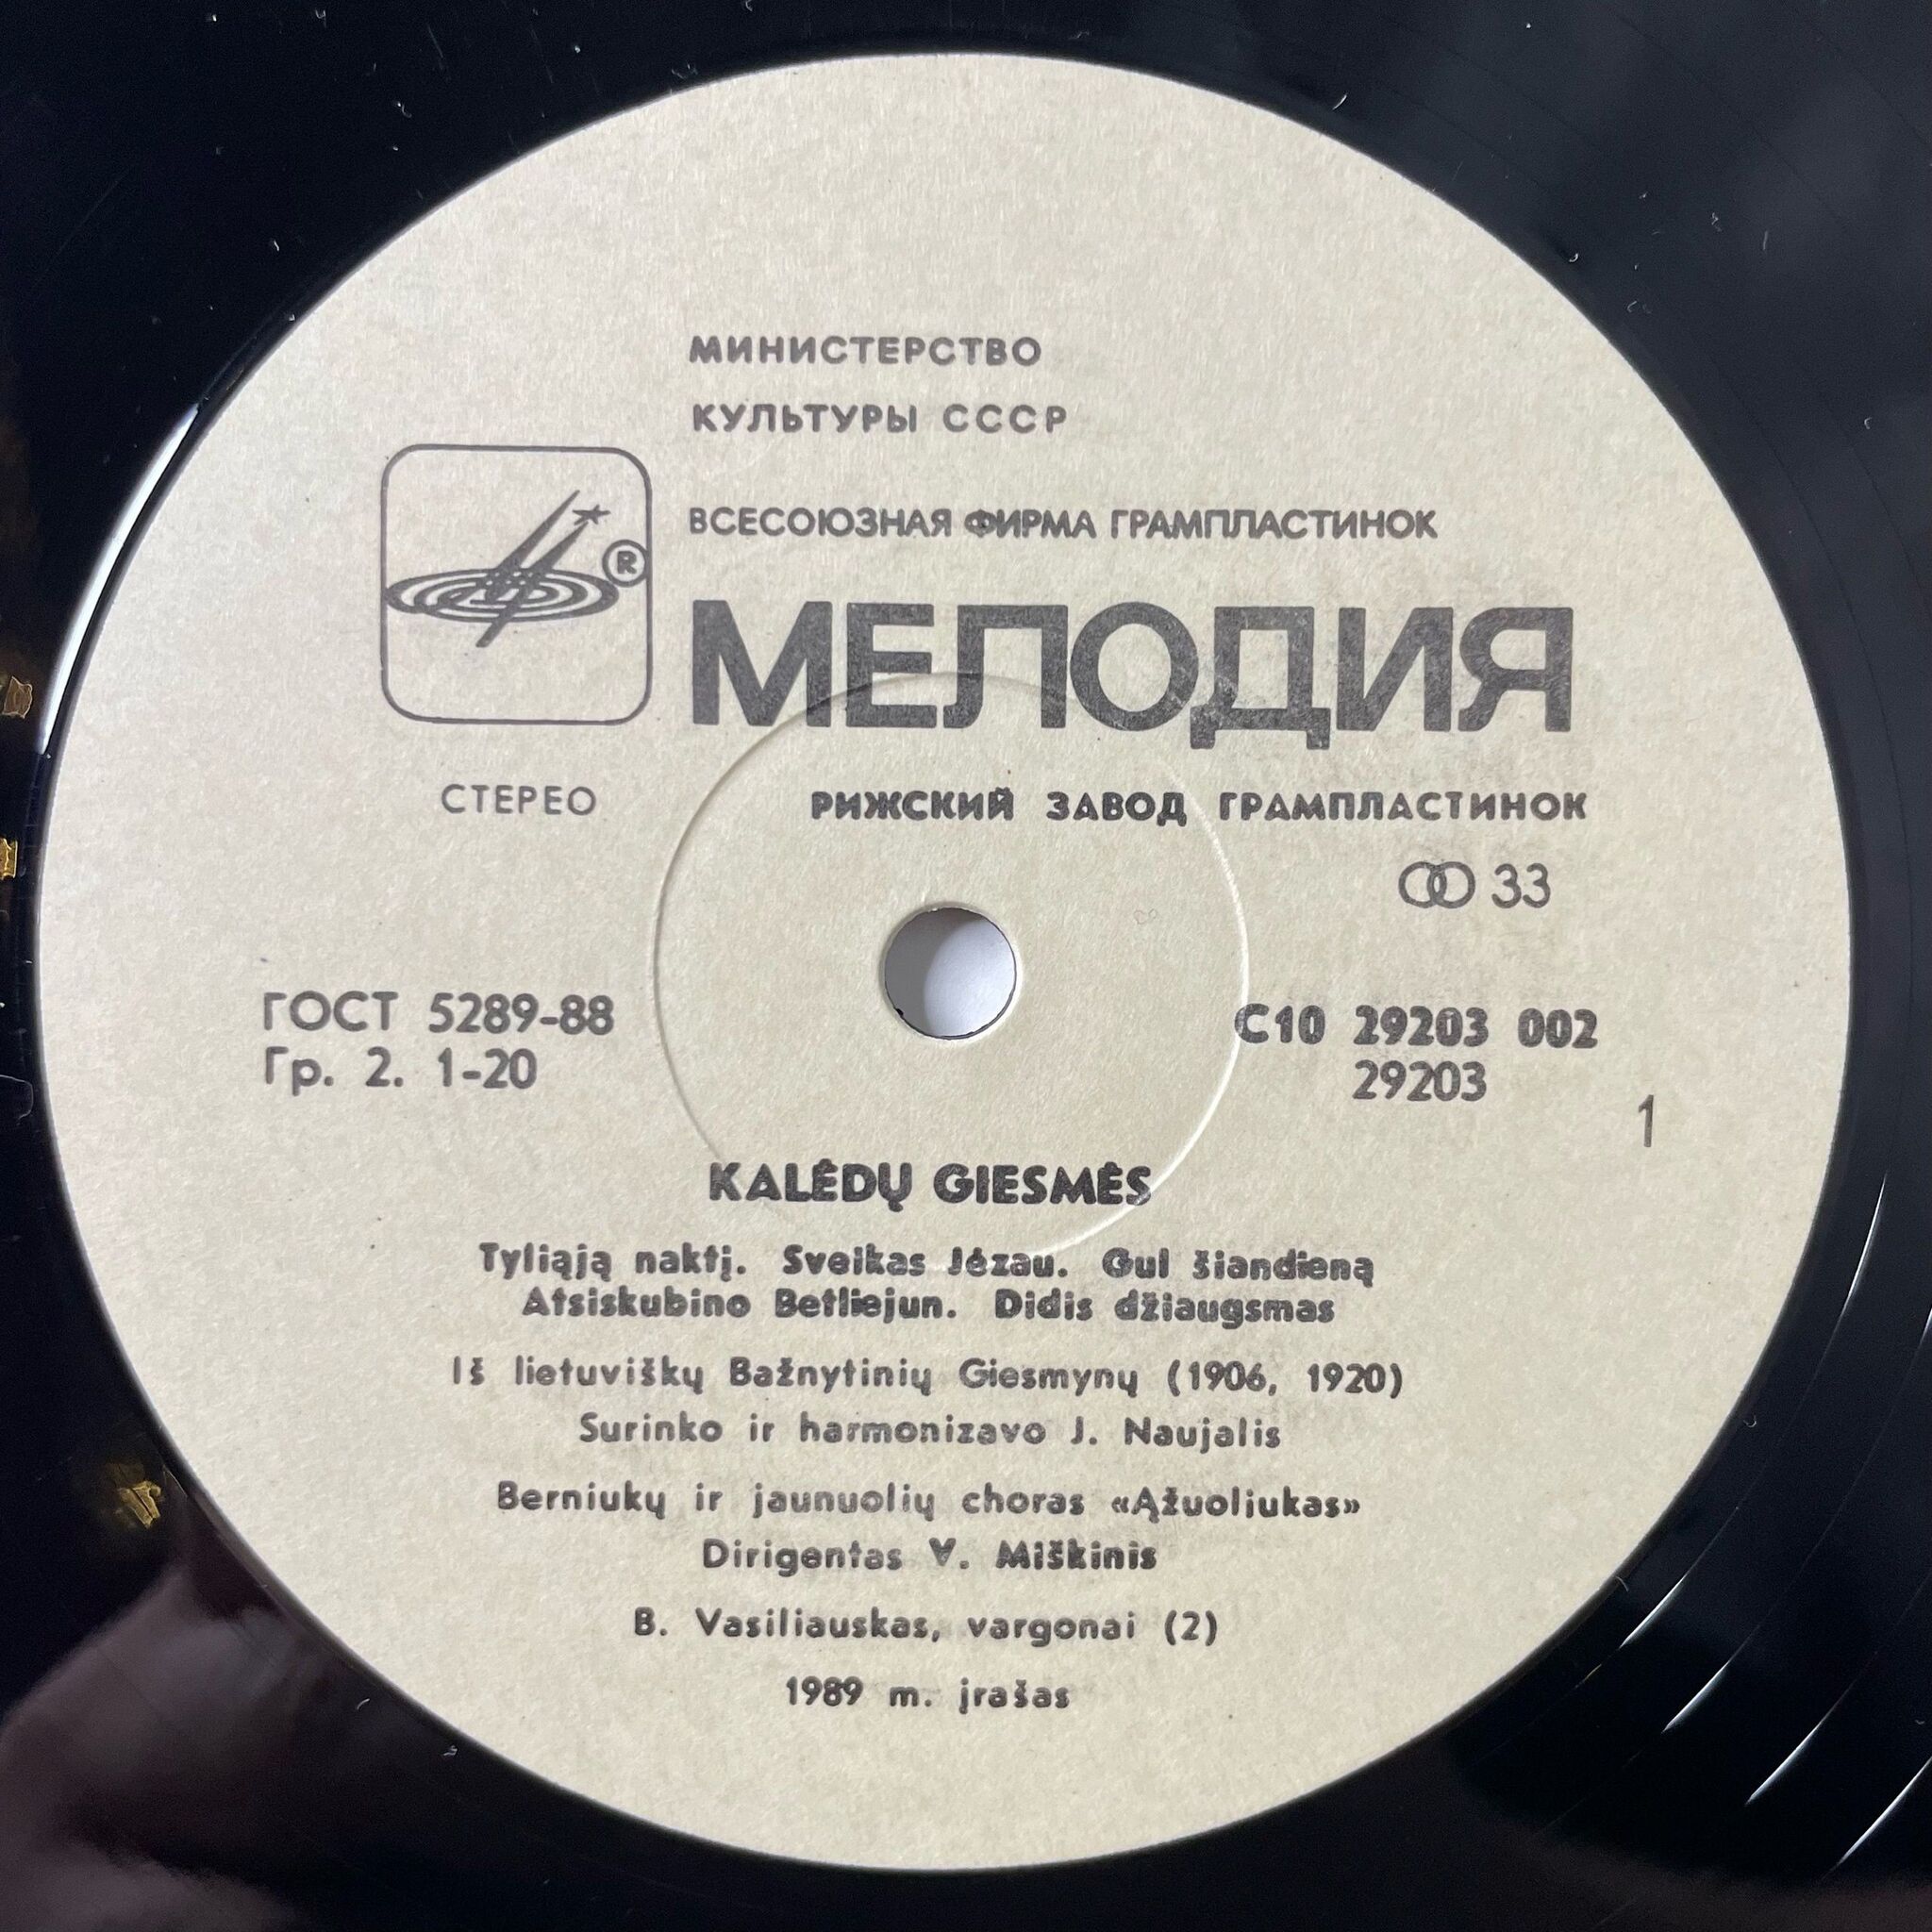 МИНИСТЕРСТВО
КУЛЬТУРЫ СССР
ВСЕСОЮЗНАЯ ФИРМА ГРАМПЛАСТИНОК
®
МЕЛОДИЯ
СТЕРЕО
РИЖСКИЙ ЗАВОД ГРАМПЛАСТИНОК
33
ГОСТ 5289-88
Гр. 2. 1-20
С10 29203 002
29203
1
KALĖDŲ GIESMĖS
Tyliąją naktį. Sveikas Jėzau. Gul šiandieną
Atsiskubino Betliejun. Didis džiaugsmas
Iš lietuviškų Bažnytinių Giesmynų (1906, 1920)
Surinko ir harmonizavo J. Naujalis
Berniukų ir jaunuolių choras «Ąžuoliukas»
Dirigentas V. Miškinis
B. Vasiliauskas, vargonai (2)
1989 m. įrašas